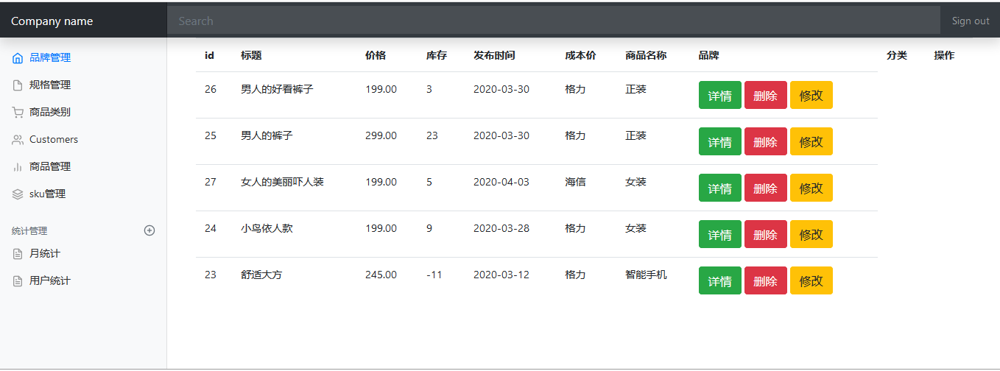 Company name Search Sign out
品牌管理
规格管理
商品类别
Customers
商品管理
sku管理
统计管理
月统计
用户统计
id 标题 价格 库存 发布时间 成本价 商品名称 品牌 分类 操作
26 男人的好看裤子 199.00 3 2020-03-30 格力 正装 详情 删除 修改
25 男人的裤子 299.00 23 2020-03-30 格力 正装 详情 删除 修改
27 女人的美丽吓人装 199.00 5 2020-04-03 海信 女装 详情 删除 修改
24 小鸟依人款 199.00 9 2020-03-28 格力 女装 详情 删除 修改
23 舒适大方 245.00 -11 2020-03-12 格力 智能手机 详情 删除 修改